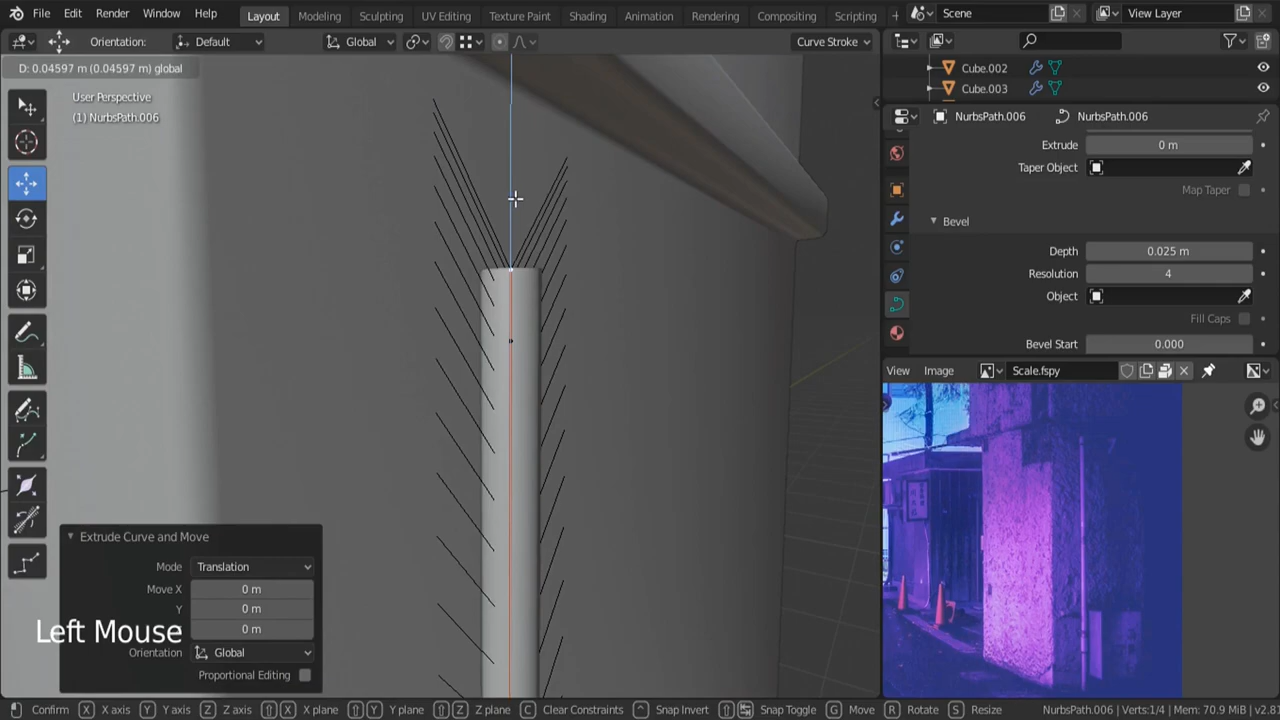 File Edit Render Window Help
Layout Modeling Sculpting UV Editing Texture Paint Shading Animation Rendering Compositing Scripting +
Scene
View Layer
Orientation: Default
Global
Curve Stroke
D: 0.04597 m (0.04597 m) global
User Perspective
(1) NurbsPath.006
Cube.002
Cube.003
NurbsPath.006 NurbsPath.006
Extrude 0 m
Taper Object
Map Taper
Bevel
Depth 0.025 m
Resolution 4
Object
Fill Caps
Bevel Start 0.000
View Image Scale.fspy
Extrude Curve and Move
Mode Translation
Move X 0 m
Y 0 m
0 m
Orientation Global
Proportional Editing
Left Mouse
Confirm X X axis Y Y axis Z Z axis X X plane Y Y plane Z Z plane C Clear Constraints Snap Invert Snap Toggle G Move R Rotate S Resize NurbsPath.006 | Verts:1/4 | Mem: 70.9 MiB | v2.8